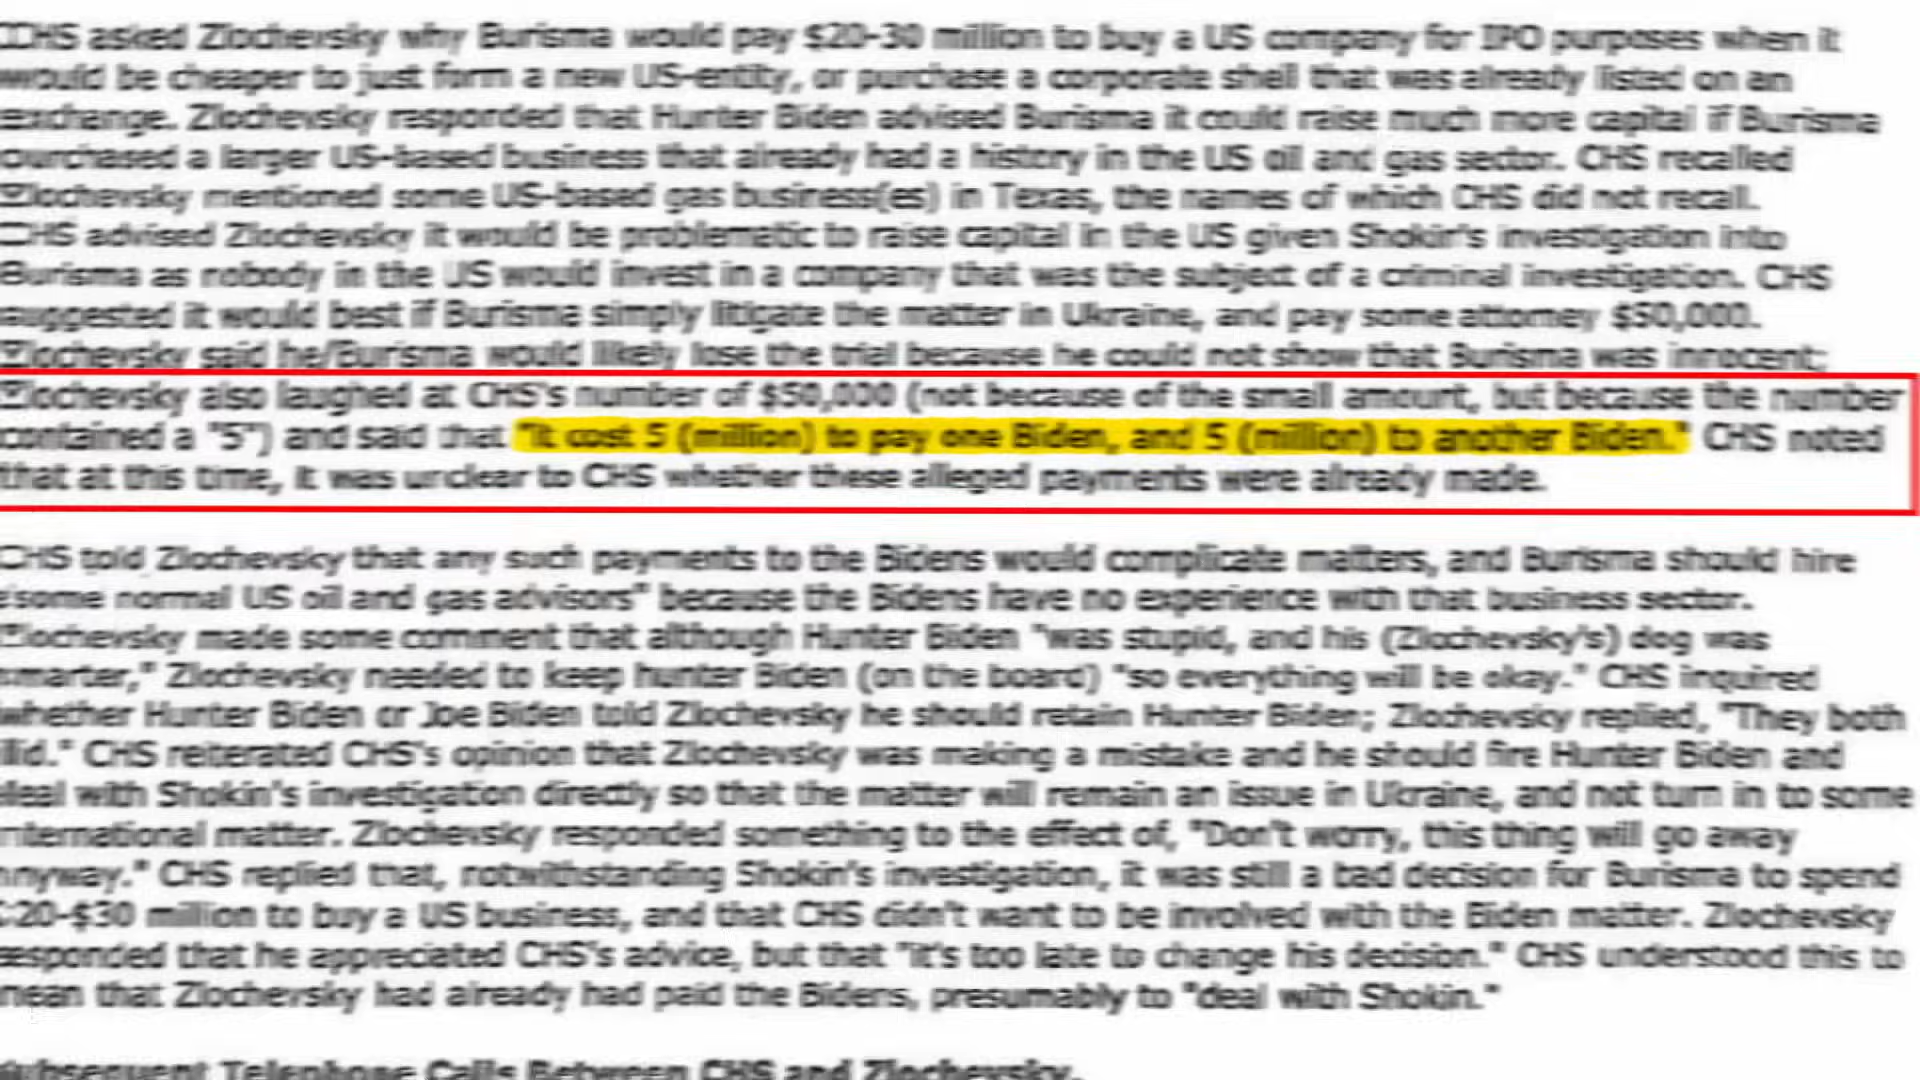 CHS asked Zlochevsky why Burisma would pay $20-30 million to buy a US company for IPO purposes when it
would be cheaper to just form a new US-entity, or purchase a corporate shell that was already listed on an
exchange. Zlochevsky responded that Hunter Biden advised Burisma it could raise much more capital if Burisma
purchased a larger US-based business that already had a history in the US oil and gas sector. CHS recalled
Zlochevsky mentioned some US-based gas business(es) in Texas, the names of which CHS did not recall.
CHS advised Zlochevsky it would be problematic to raise capital in the US given Shokin's investigation into
Burisma as nobody in the US would invest in a company that was the subject of a criminal investigation. CHS
suggested it would best if Burisma simply litigate the matter in Ukraine, and pay some attorney $50,000.
Zlochevsky said he/Burisma would likely lose the trial because he could not show that Burisma was innocent;
Zlochevsky also laughed at CHS's number of $50,000 (not because of the small amount, but because the number
contained a "5") and said that "it cost 5 (million) to pay one Biden, and 5 (million) to another Biden." CHS noted
that at this time, it was unclear to CHS whether these alleged payments were already made.
CHS told Zlochevsky that any such payments to the Bidens would complicate matters, and Burisma should hire
"some normal US oil and gas advisors" because the Bidens have no experience with that business sector.
Zlochevsky made some comment that although Hunter Biden "was stupid, and his (Zlochevsky's) dog was
smarter," Zlochevsky needed to keep hunter Biden (on the board) "so everything will be okay." CHS inquired
whether Hunter Biden or Joe Biden told Zlochevsky he should retain Hunter Biden; Zlochevsky replied, "They both
did." CHS reiterated CHS's opinion that Zlochevsky was making a mistake and he should fire Hunter Biden and
deal with Shokin's investigation directly so that the matter will remain an issue in Ukraine, and not turn in to some
international matter. Zlochevsky responded something to the effect of, "Don't worry, this thing will go away
anyway." CHS replied that, notwithstanding Shokin's investigation, it was still a bad decision for Burisma to spend
$20-$30 million to buy a US business, and that CHS didn't want to be involved with the Biden matter. Zlochevsky
responded that he appreciated CHS's advice, but that "it's too late to change his decision." CHS understood this to
mean that Zlochevsky had already had paid the Bidens, presumably to "deal with Shokin."
Subsequent Telephone Calls Between CHS and Zlochevsky.